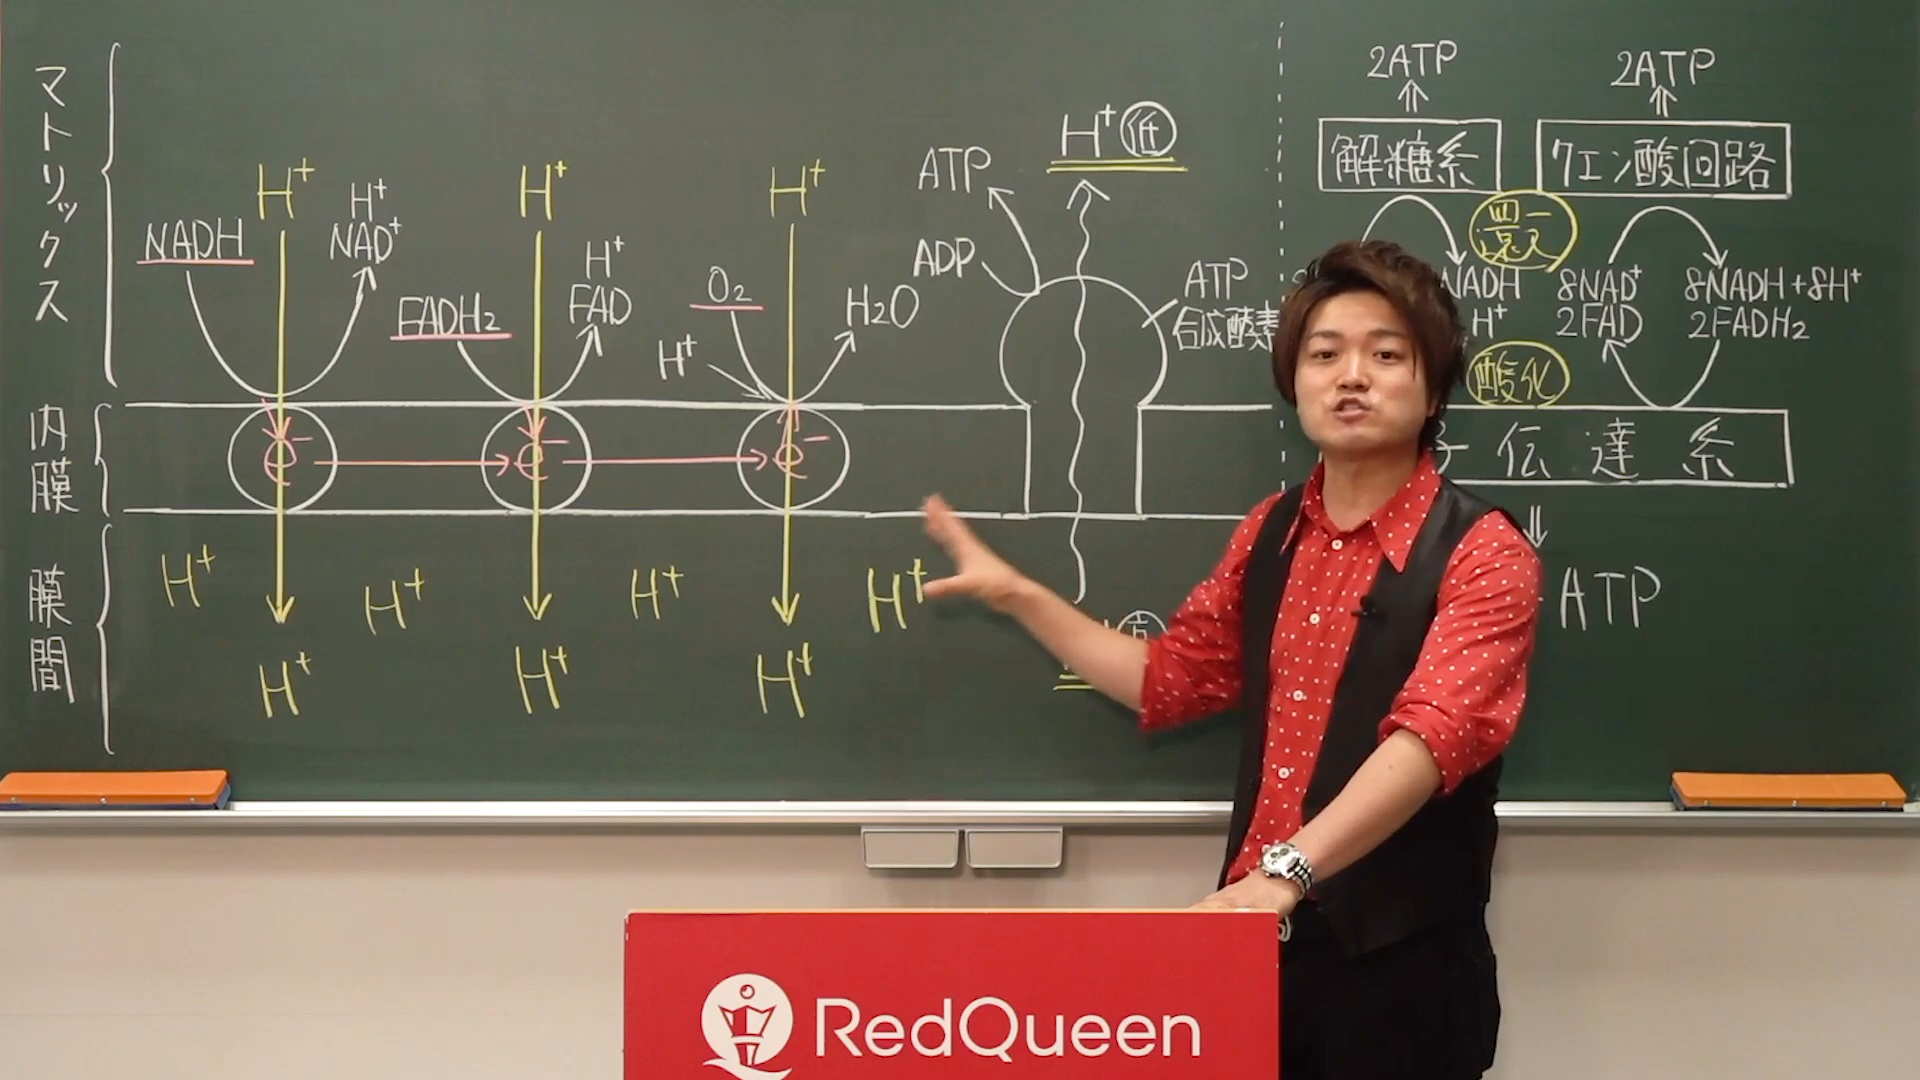 マトリックス
内膜
膜間
NADH
H⁺
H⁺
NAD⁺
FADH₂
H⁺
H⁺
FAD
H⁺
O₂
H⁺
H2O
e⁻
e⁻
e⁻
H⁺
H⁺
H⁺
H⁺
H⁺
H⁺
H⁺
H⁺ 低
ATP
ADP
ATP
合成酵素
2ATP
2ATP
解糖系
クエン酸回路
還元
NADH
H⁺
8NAD⁺
2FAD
8NADH+8H⁺
2FADH₂
酸化
伝達系
ATP
RedQueen